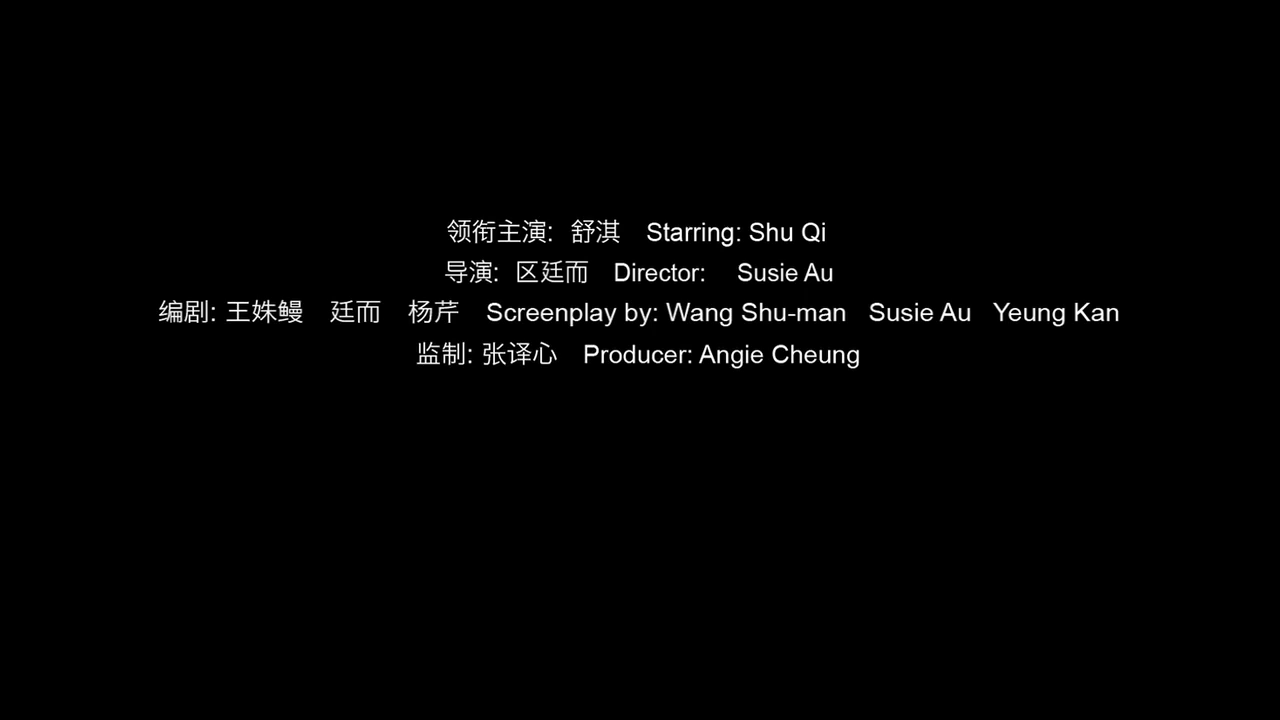 领衔主演: 舒淇 Starring: Shu Qi
导演: 区廷而 Director: Susie Au
编剧: 王姝鳗 廷而 杨芹 Screenplay by: Wang Shu-man Susie Au Yeung Kan
监制: 张译心 Producer: Angie Cheung